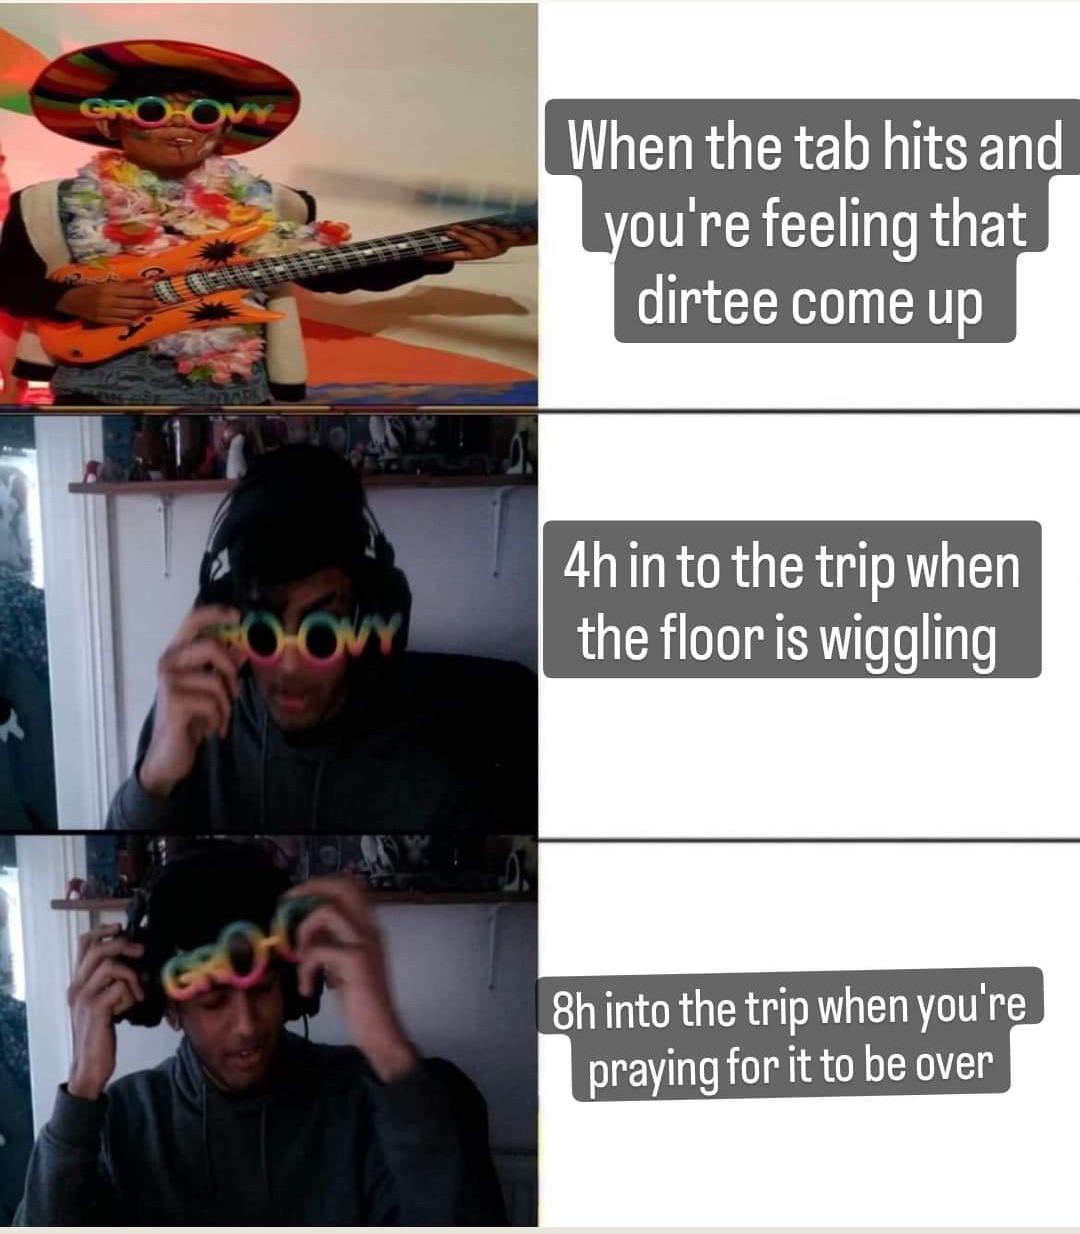 GROOVY
When the tab hits and
you're feeling that
dirtee come up
GROOVY
4h in to the trip when
the floor is wiggling
8h into the trip when you're
praying for it to be over